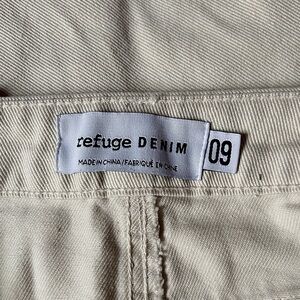 refuge DENIM
MADE IN CHINA/FABRIQUÉ EN CHINE
09